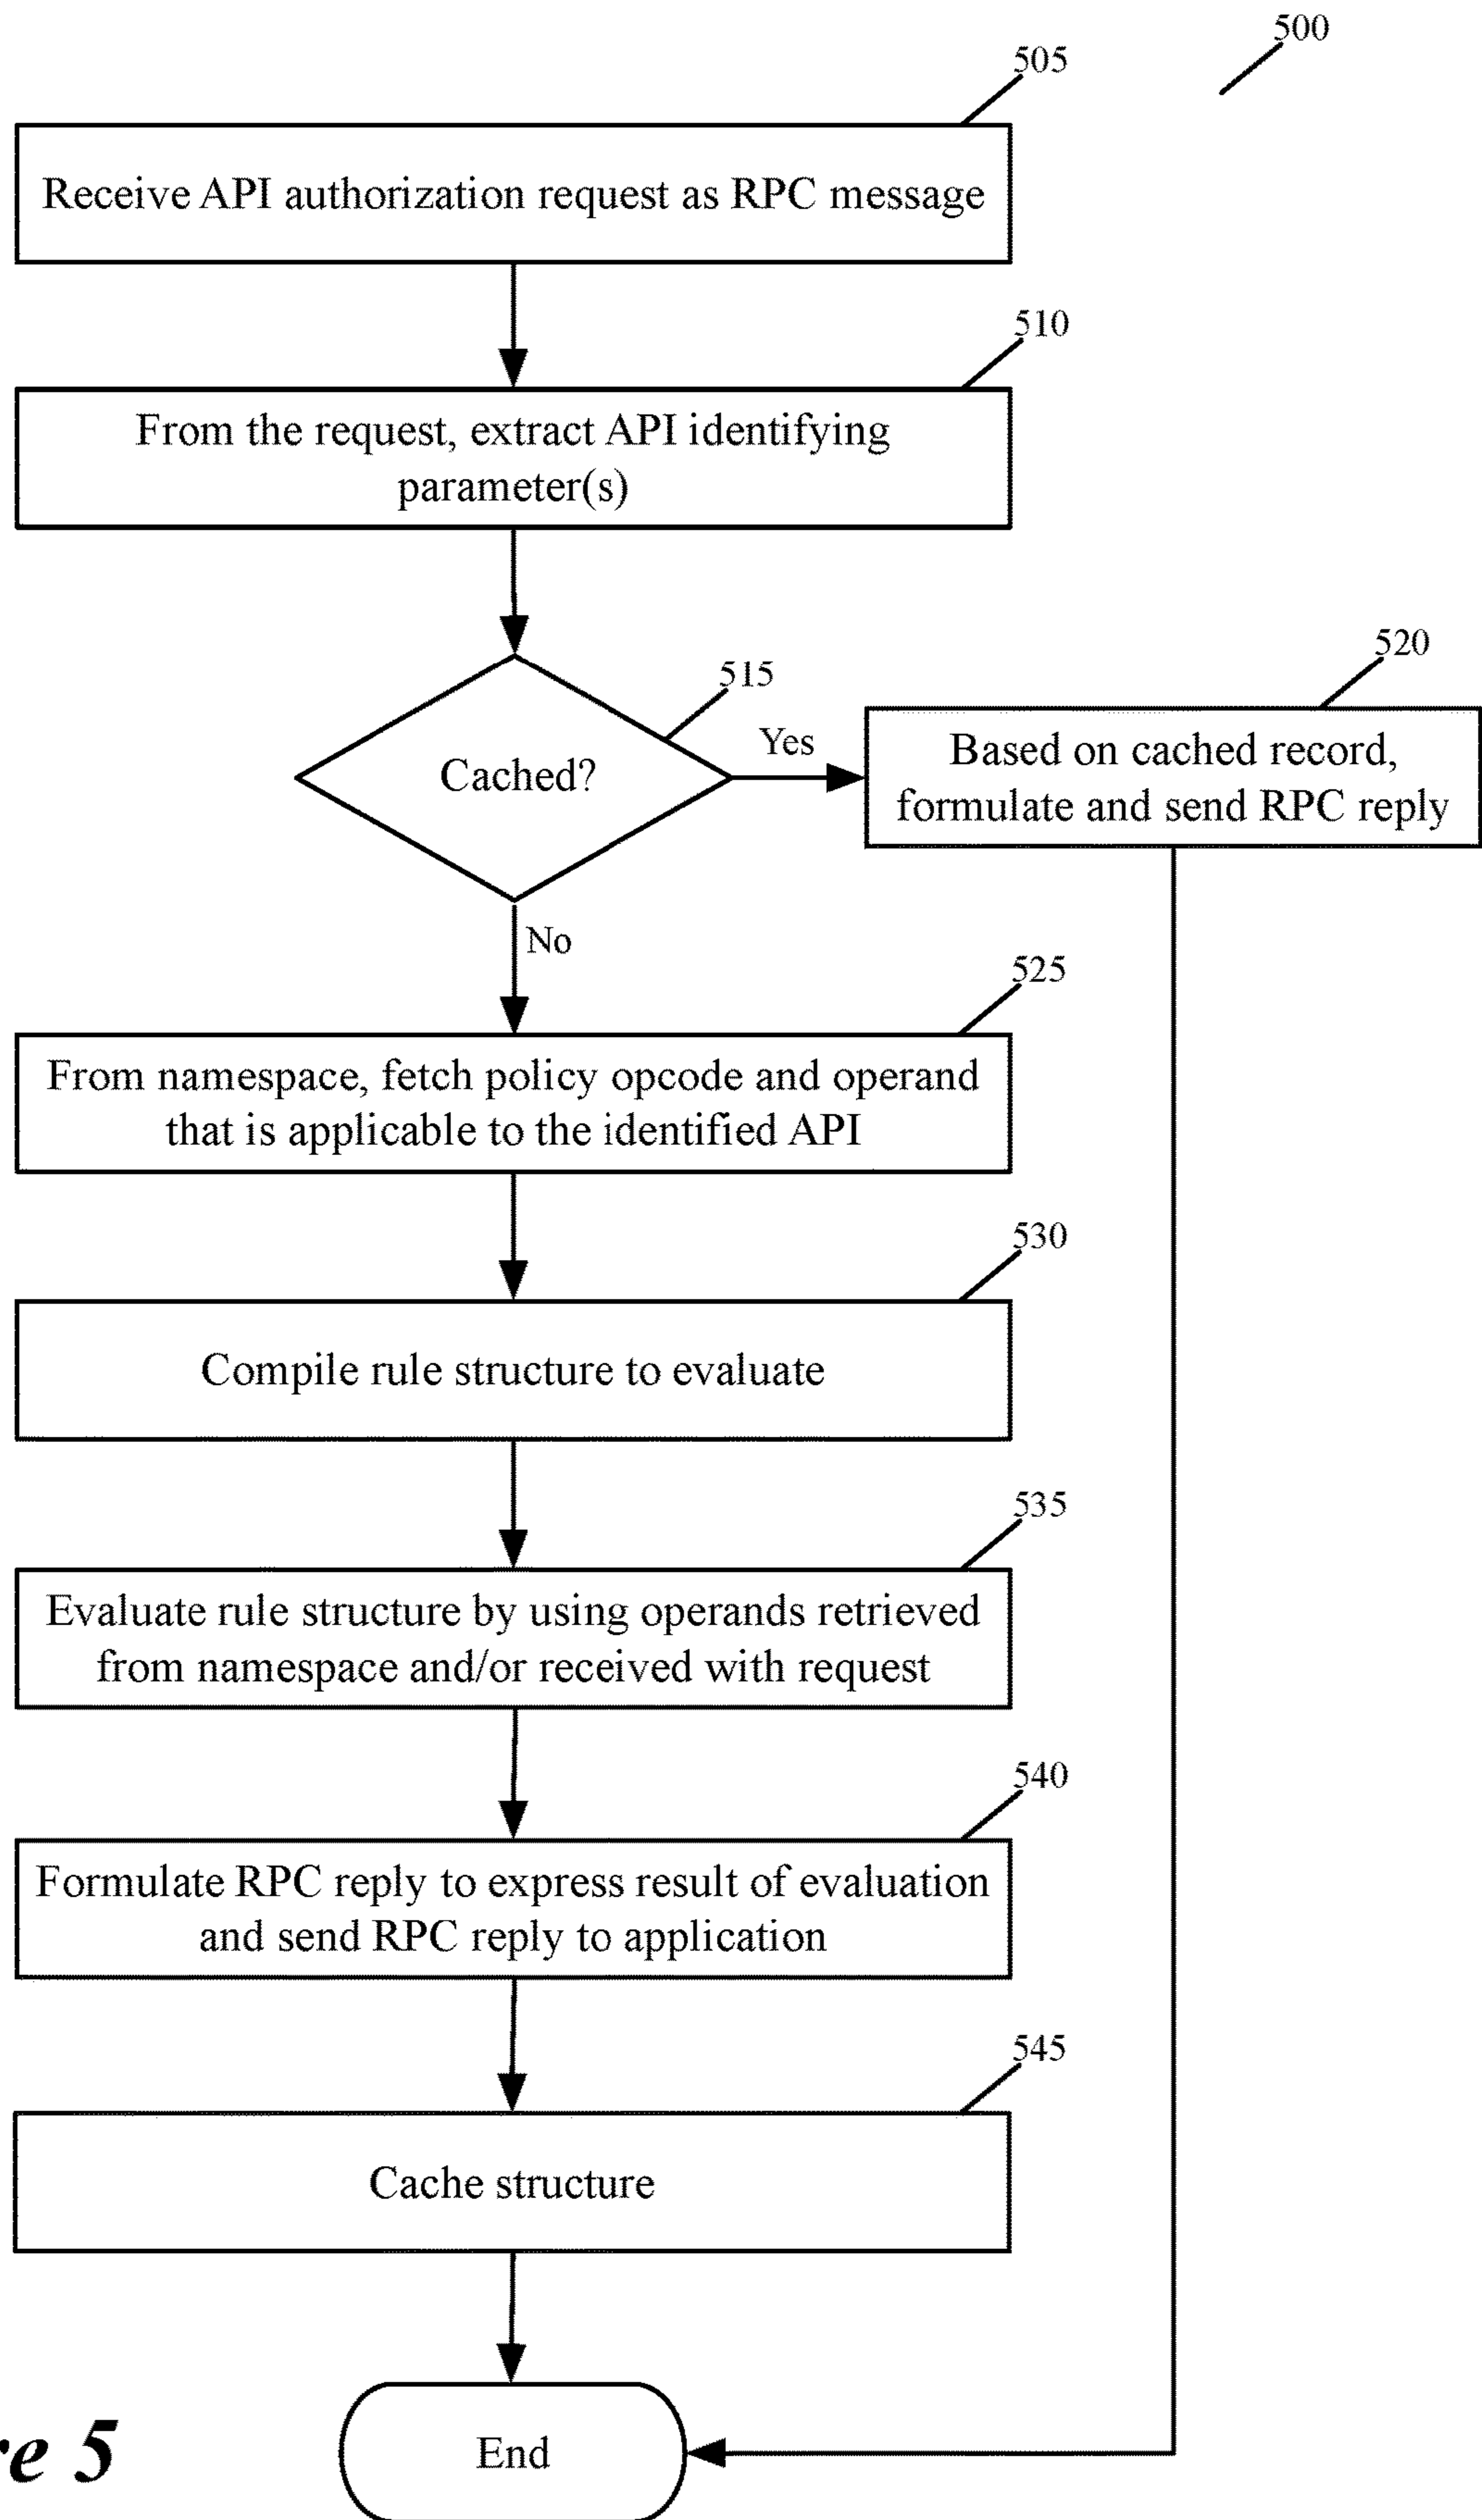 500
505
Receive API authorization request as RPC message
510
From the request, extract API identifying
parameter(s)
515
Cached?
Yes
520
Based on cached record,
formulate and send RPC reply
No
525
From namespace, fetch policy opcode and operand
that is applicable to the identified API
530
Compile rule structure to evaluate
535
Evaluate rule structure by using operands retrieved
from namespace and/or received with request
540
Formulate RPC reply to express result of evaluation
and send RPC reply to application
545
Cache structure
End
re 5